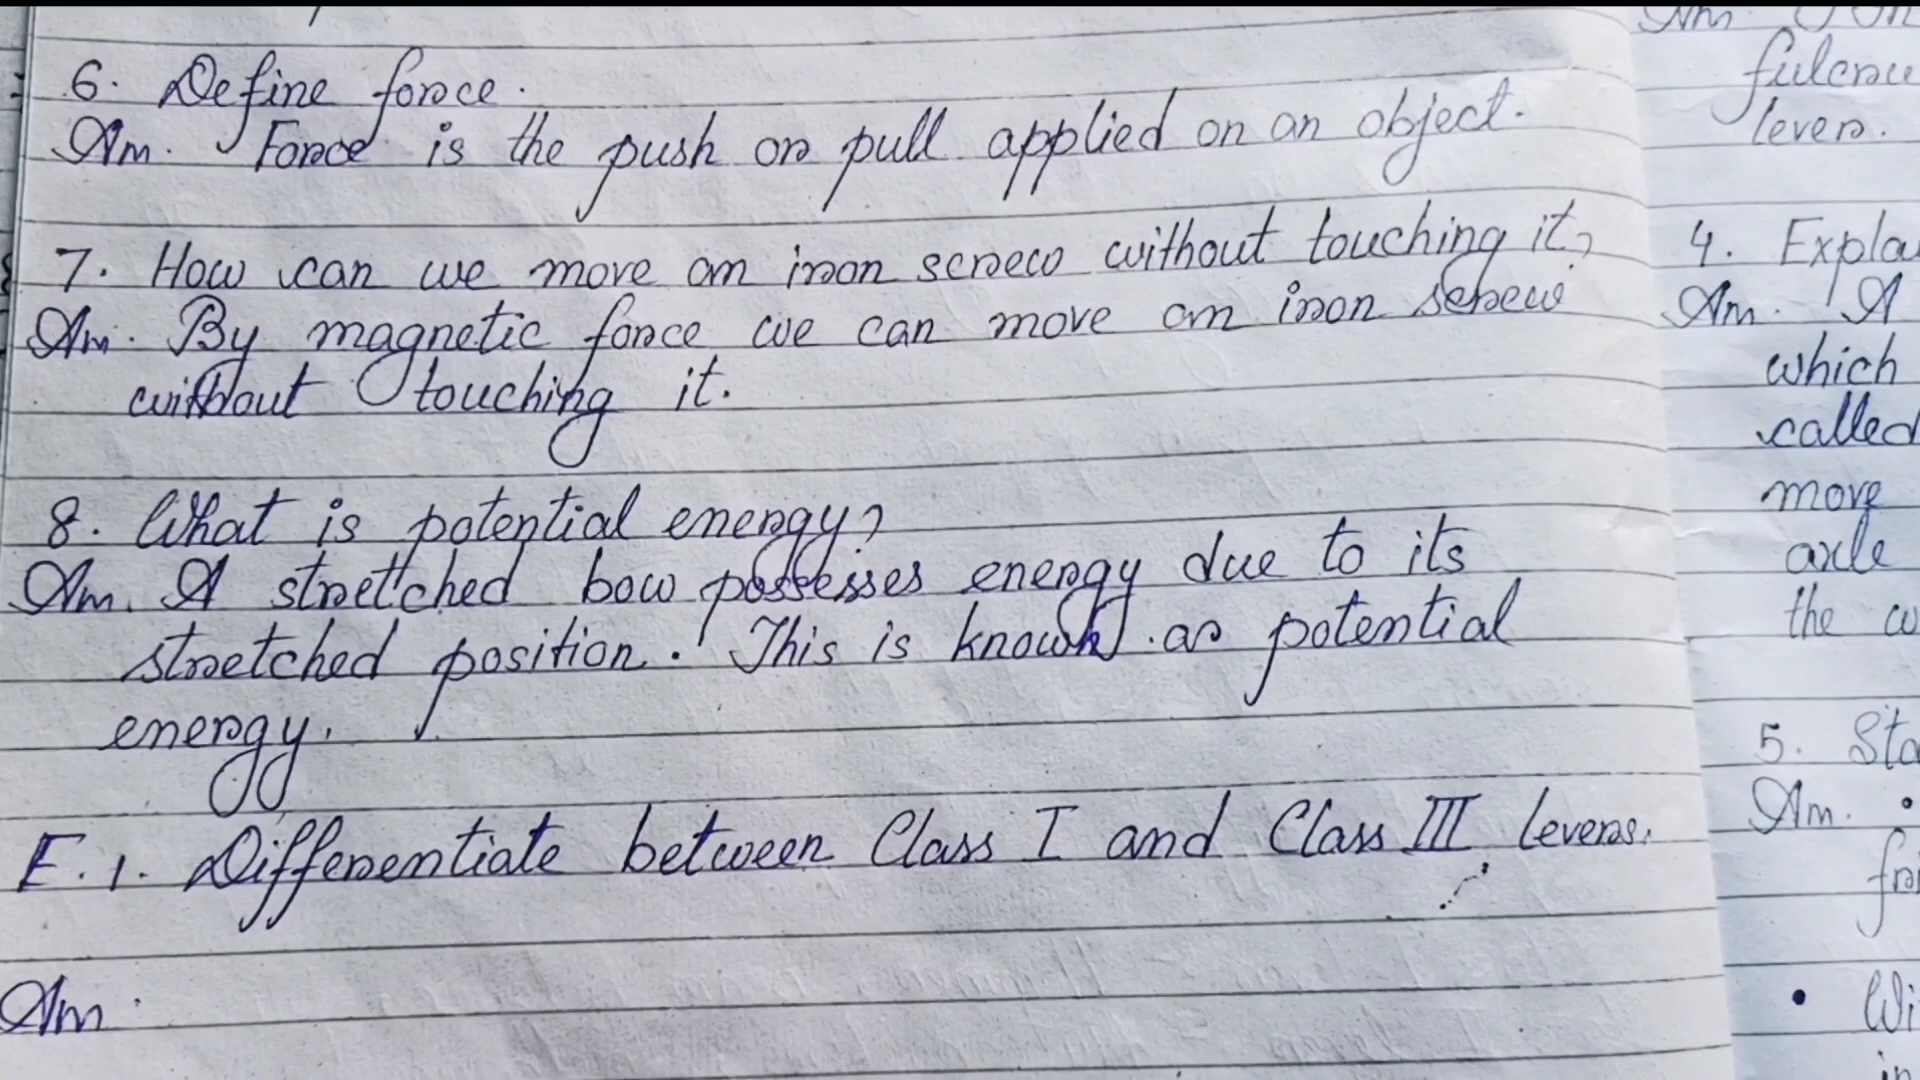 6. Define force.
Ans. Force is the push or pull applied on an object.
7. How can we move an iron screw without touching it?
Ans. By magnetic force we can move an iron screw
without touching it.
8. What is potential energy?
Ans. A stretched bow possesses energy due to its
stretched position. This is known as potential
energy.
E. 1. Differentiate between Class I and Class III levers.
Ans.
lever.
4.
Ans. A
which
called
move
axle
the
5.
Ans. •
•
in